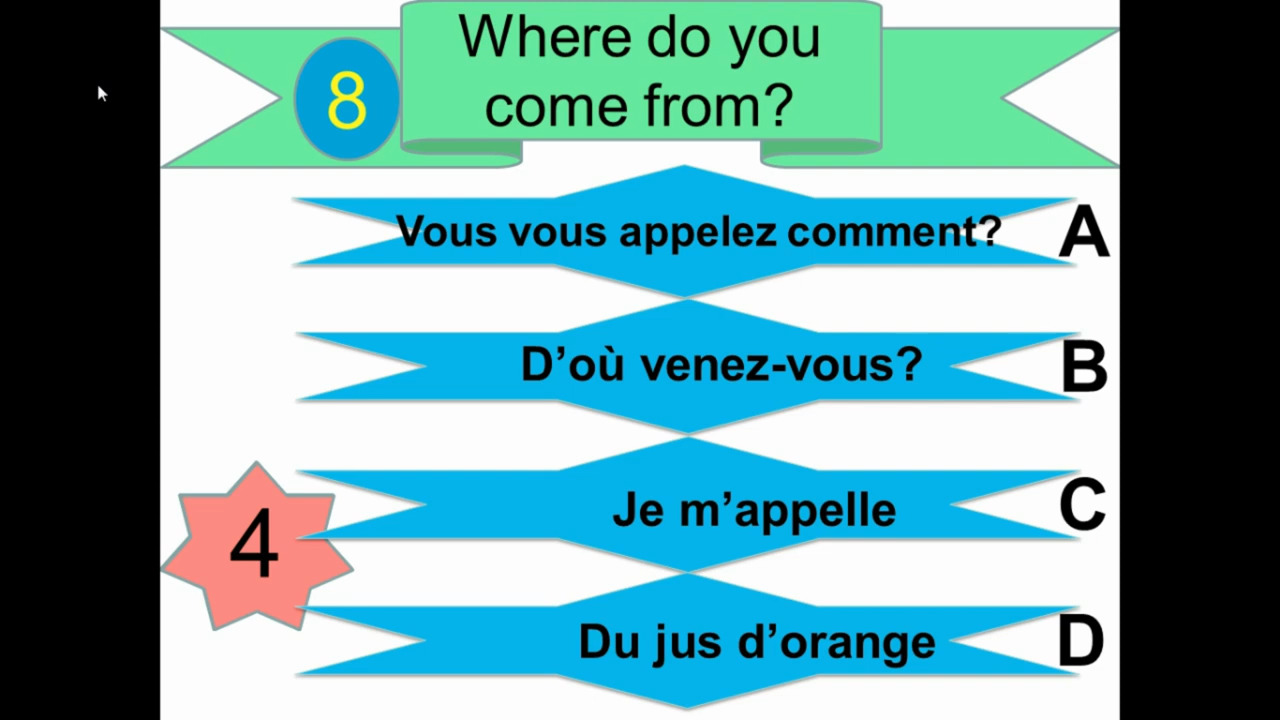 Where do you
come from?
8
Vous vous appelez comment?
A
D’où venez-vous?
B
Je m’appelle
C
4
Du jus d’orange
D